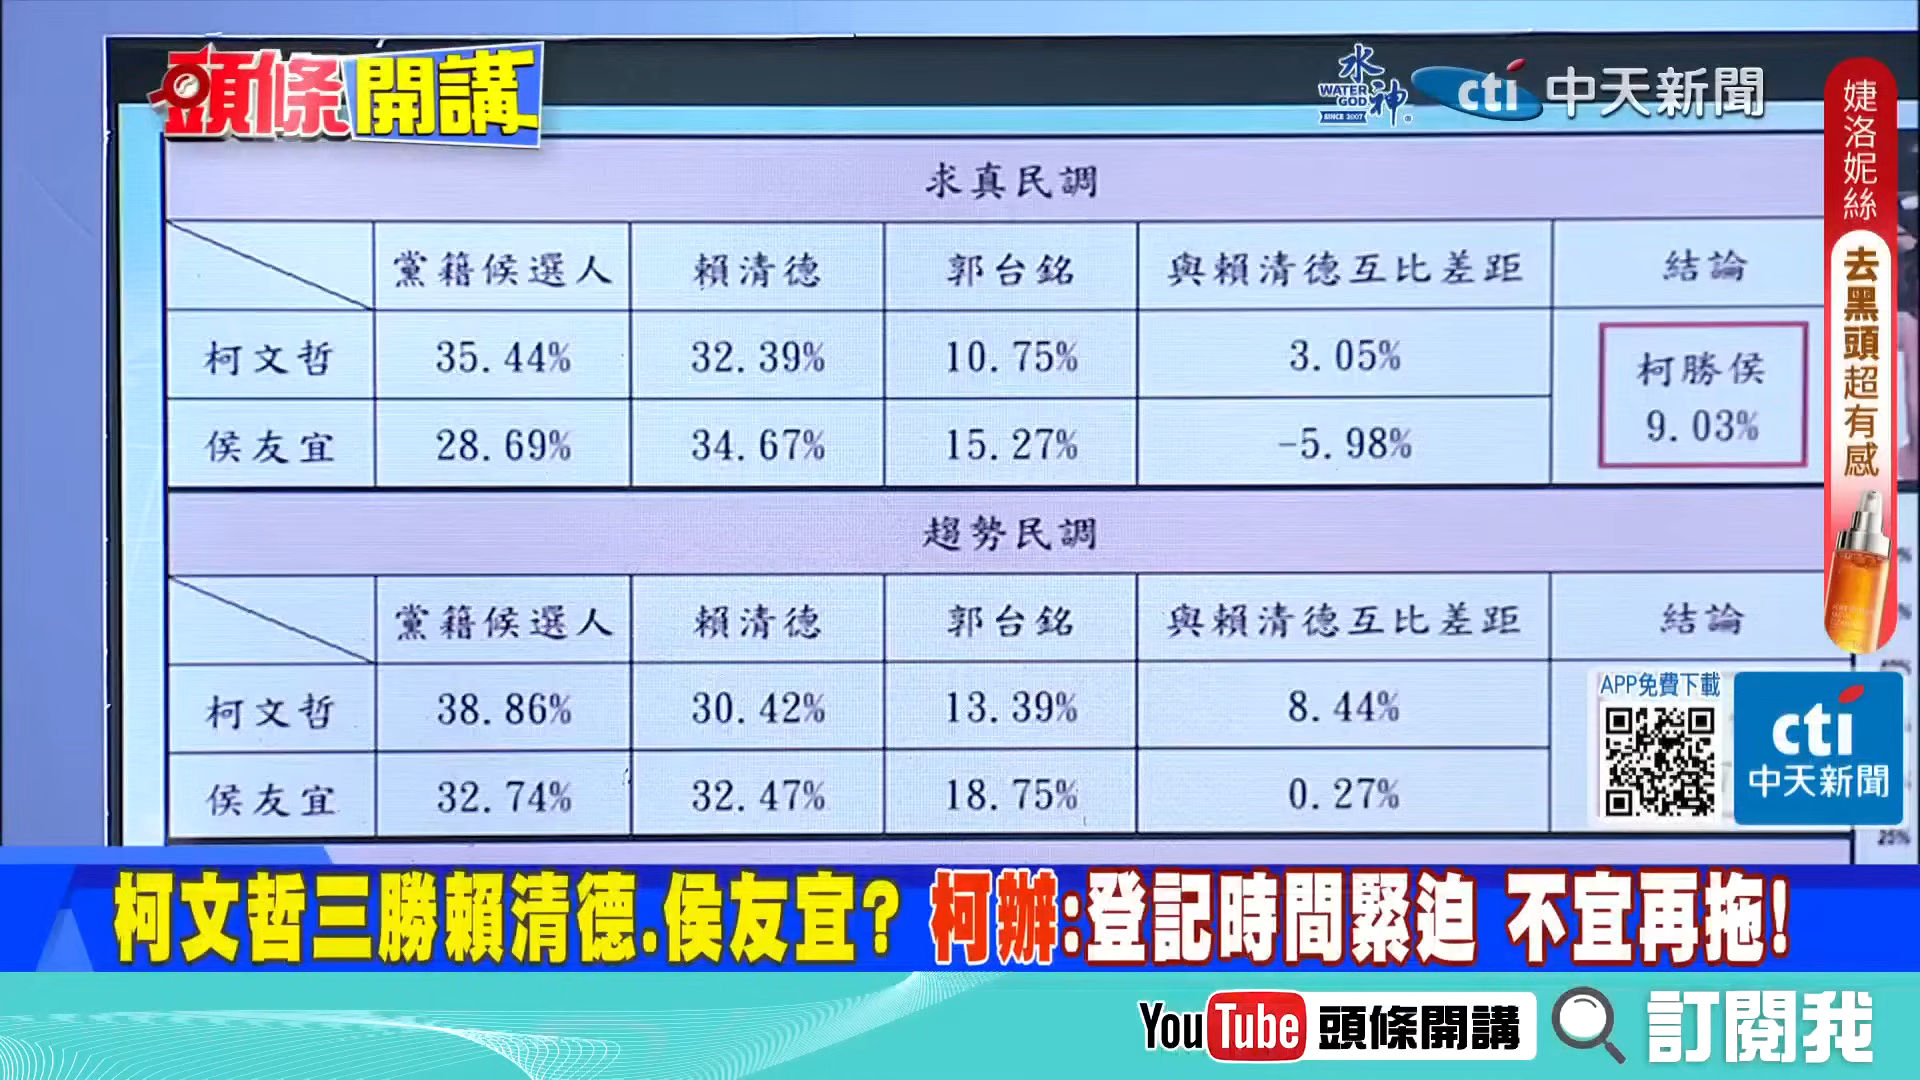 頭條開講
水神
WATER GOD
SINCE 2007
cti 中天新聞
婕洛妮絲
去黑頭超有感
求真民調
黨籍候選人 賴清德 郭台銘 與賴清德互比差距 結論
柯文哲 35.44% 32.39% 10.75% 3.05%
柯勝侯
9.03%
侯友宜 28.69% 34.67% 15.27% -5.98%
趨勢民調
黨籍候選人 賴清德 郭台銘 與賴清德互比差距 結論
柯文哲 38.86% 30.42% 13.39% 8.44%
侯友宜 32.74% 32.47% 18.75% 0.27%
APP免費下載
cti
中天新聞
25%
柯文哲三勝賴清德.侯友宜? 柯辦:登記時間緊迫 不宜再拖!
YouTube 頭條開講 訂閱我